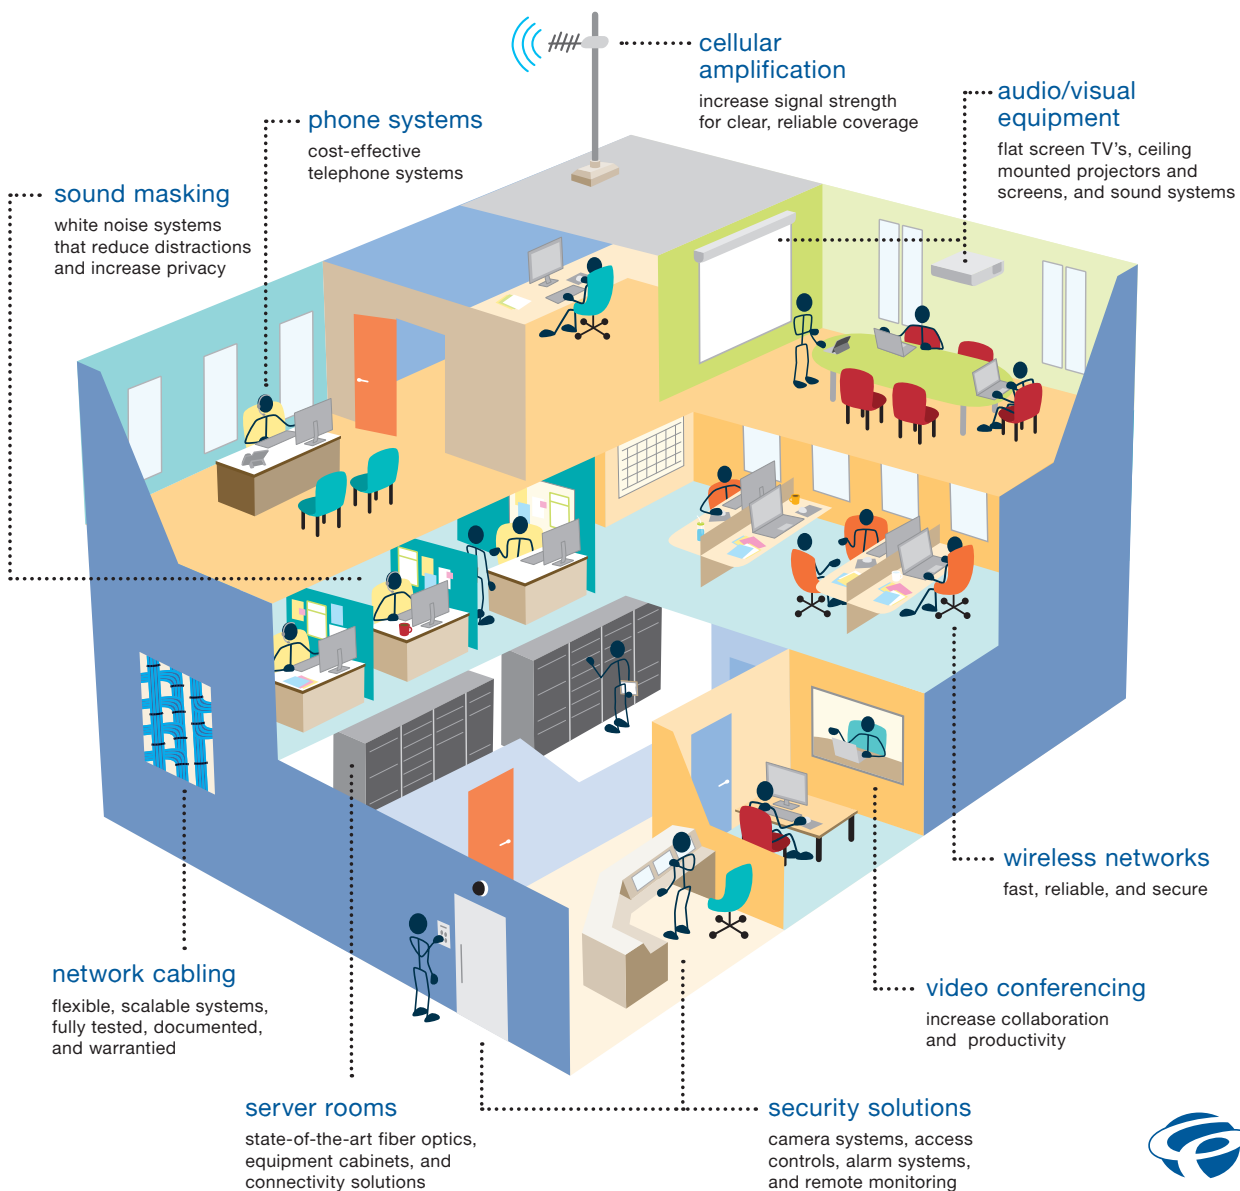 cellular
amplification
increase signal strength
for clear, reliable coverage
audio/visual
equipment
flat screen TV's, ceiling
mounted projectors and
screens, and sound systems
phone systems
cost-effective
telephone systems
sound masking
white noise systems
that reduce distractions
and increase privacy
wireless networks
fast, reliable, and secure
network cabling
flexible, scalable systems,
fully tested, documented,
and warrantied
video conferencing
increase collaboration
and productivity
server rooms
state-of-the-art fiber optics,
equipment cabinets, and
connectivity solutions
security solutions
camera systems, access
controls, alarm systems,
and remote monitoring